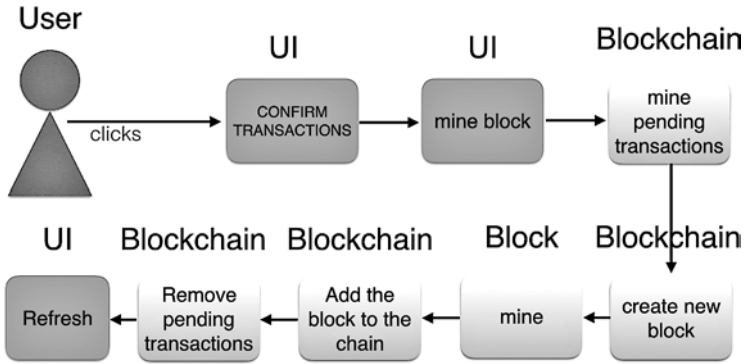 User
UI
UI
Blockchain
clicks
CONFIRM
TRANSACTIONS
mine block
mine
pending
transactions
UI
Blockchain
Blockchain
Block
Blockchain
Refresh
Remove
pending
transactions
Add the
block to the
chain
mine
create new
block